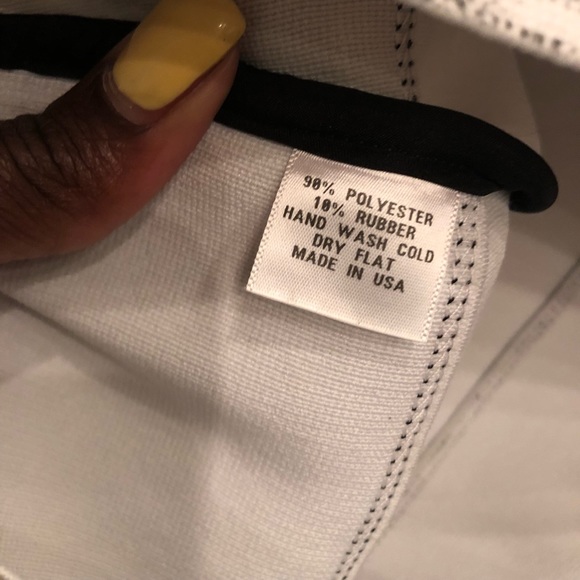 90% POLYESTER
10% RUBBER
HAND WASH COLD
DRY FLAT
MADE IN USA